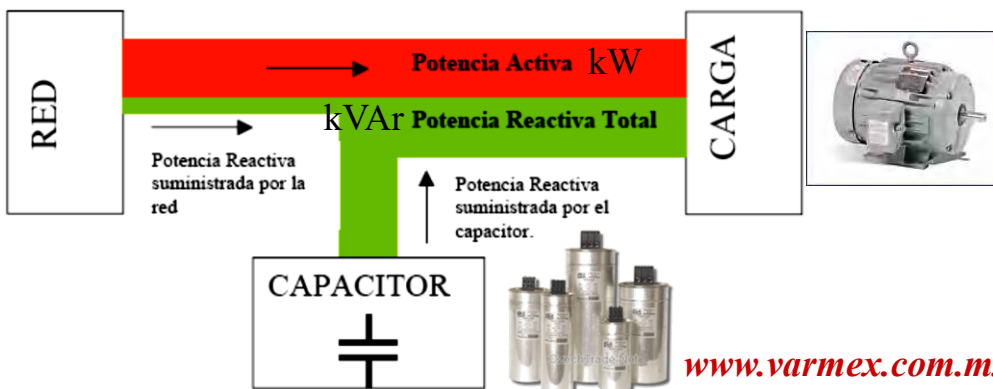 RED
Potencia Activa kW
kVAr Potencia Reactiva Total
CARGA
Potencia Reactiva
suministrada por la
red
Potencia Reactiva
suministrada por el
capacitor.
CAPACITOR
www.varmex.com.m